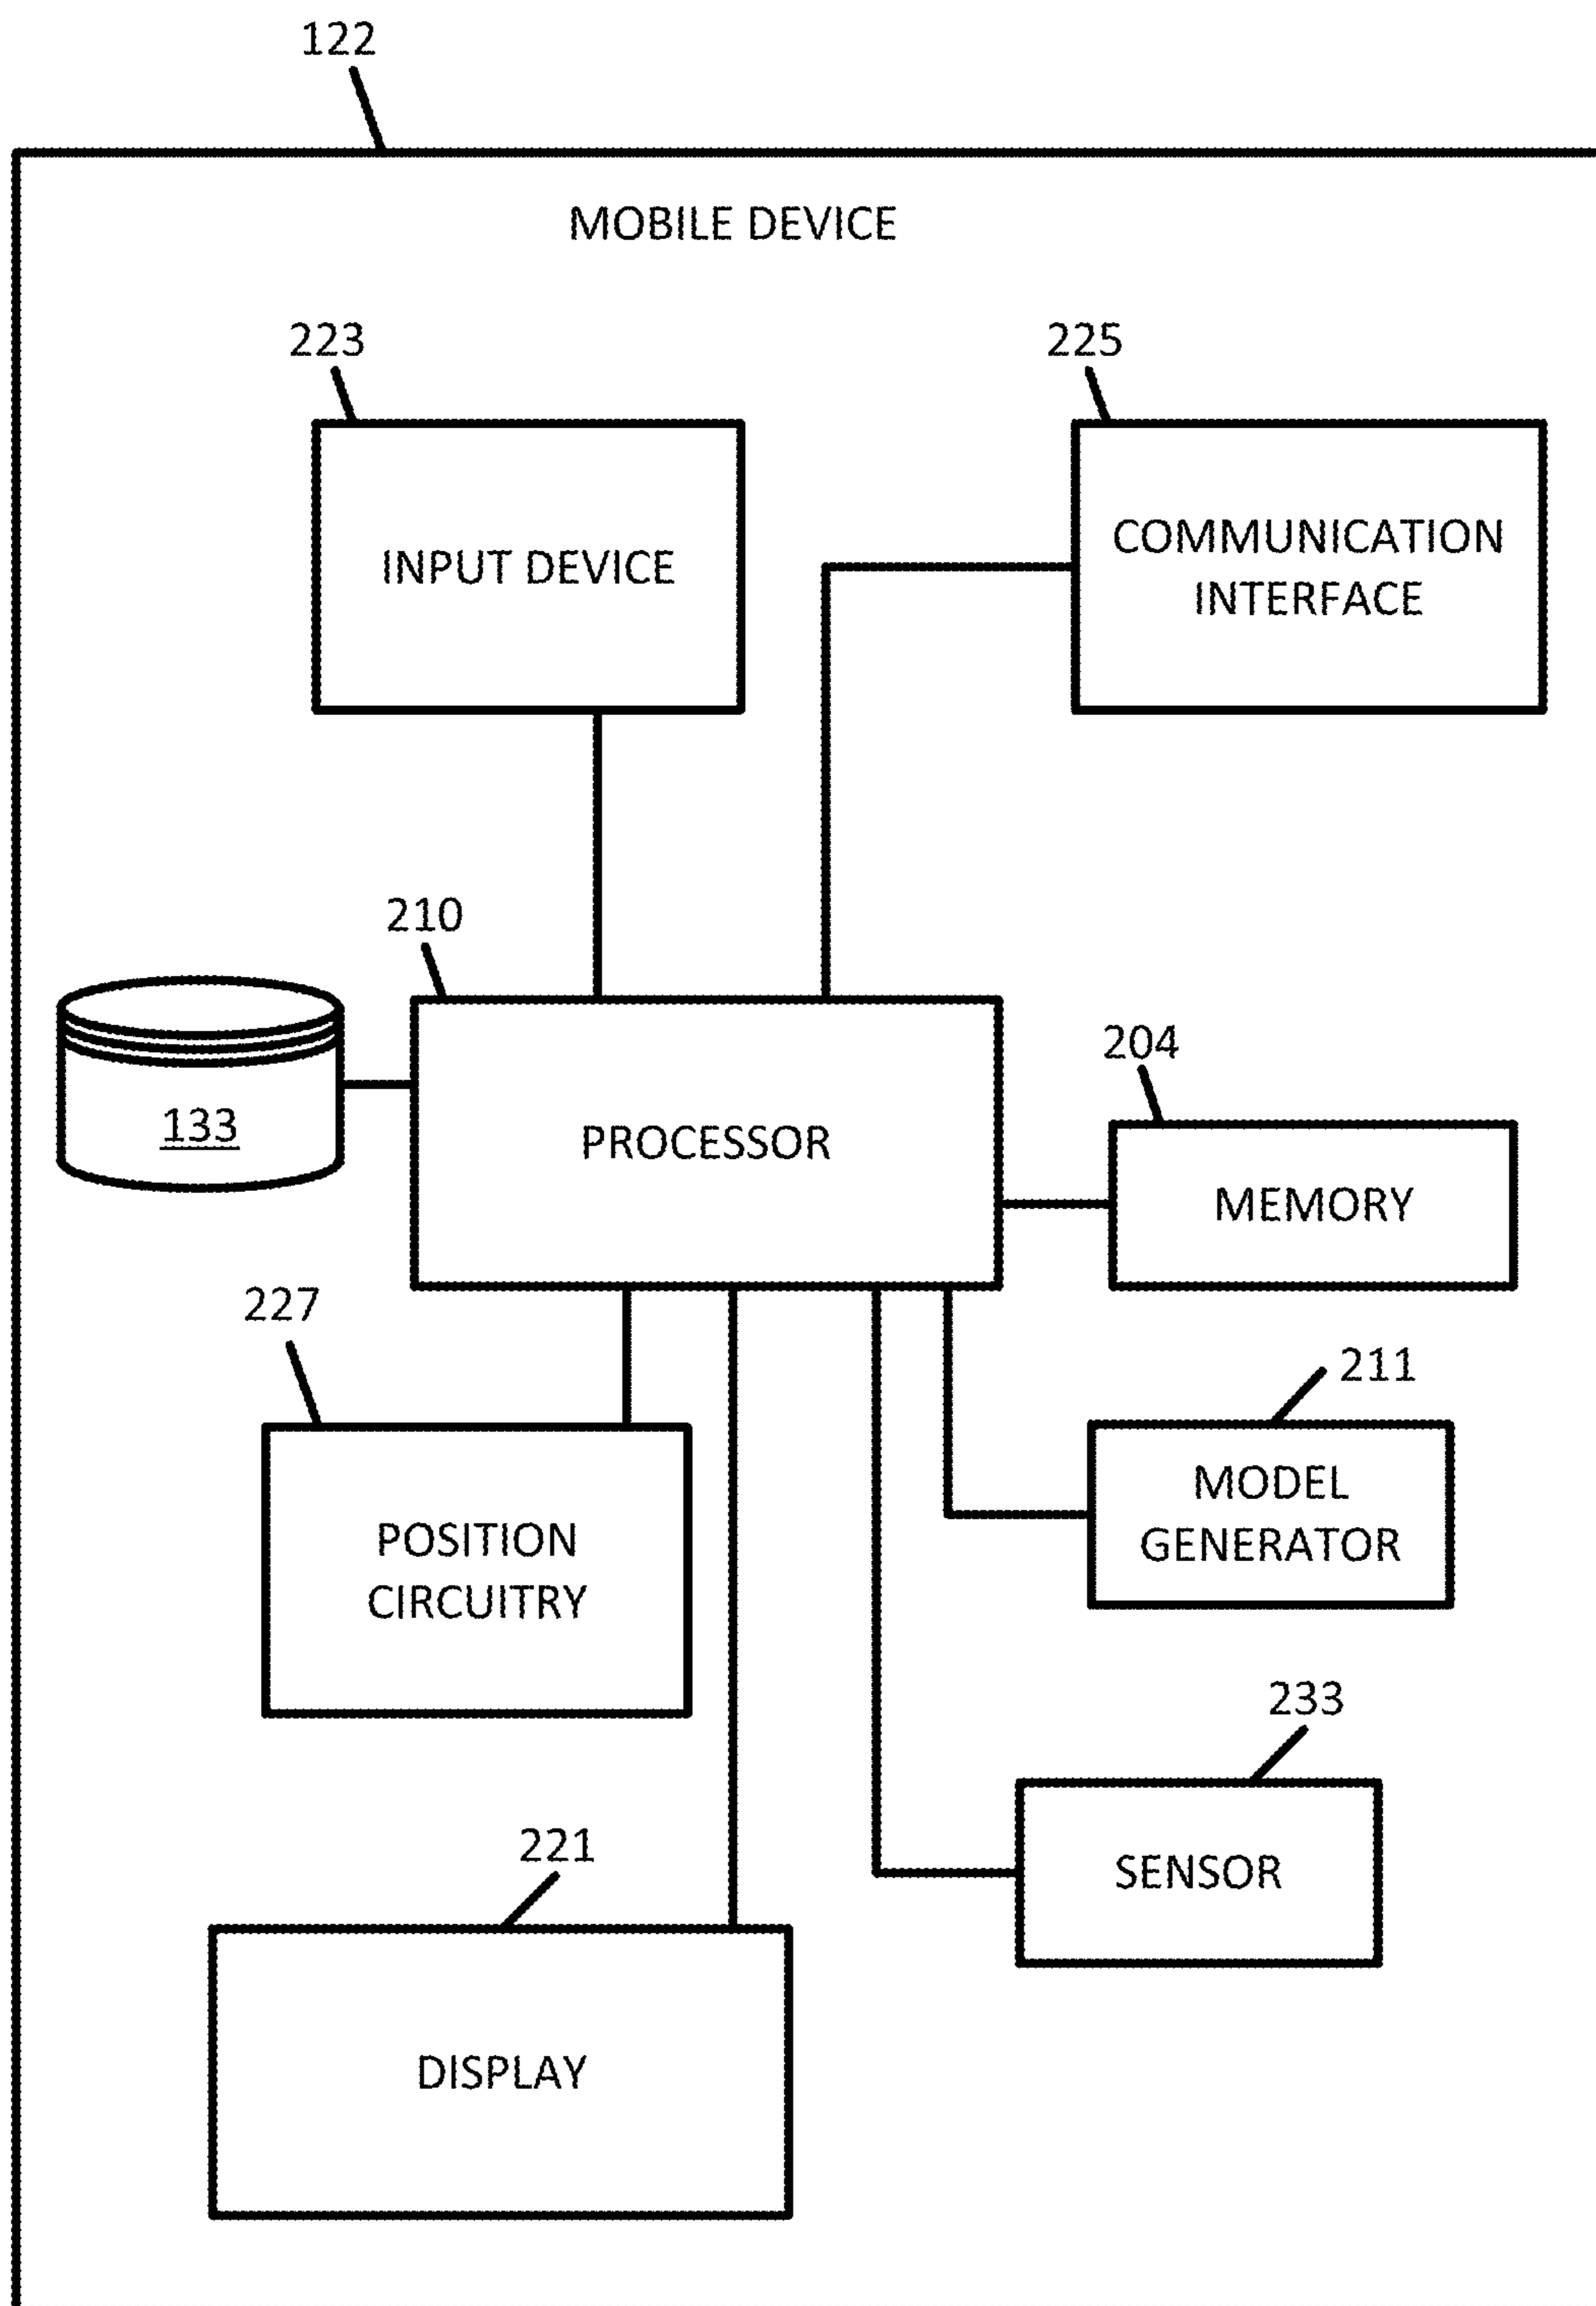 122
MOBILE DEVICE
223
225
INPUT DEVICE
COMMUNICATION
INTERFACE
210
133
PROCESSOR
204
MEMORY
227
211
POSITION
CIRCUITRY
MODEL
GENERATOR
233
SENSOR
221
DISPLAY